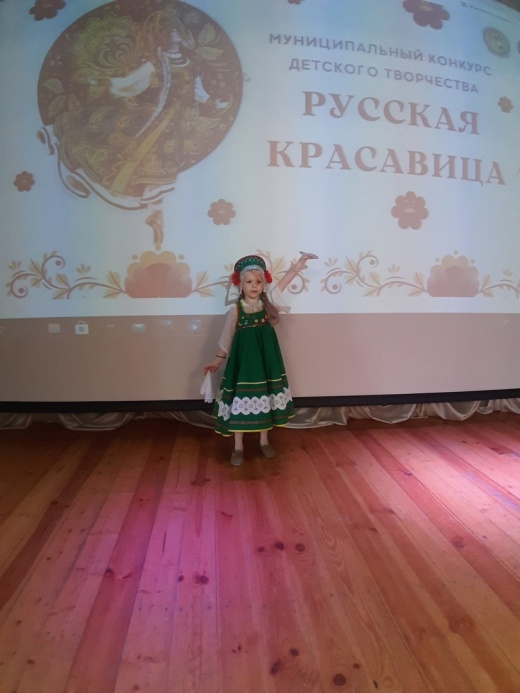 МУНИЦИПАЛЬНЫЙ КОНКУРС
ДЕТСКОГО ТВОРЧЕСТВА
РУССКАЯ
КРАСАВИЦА